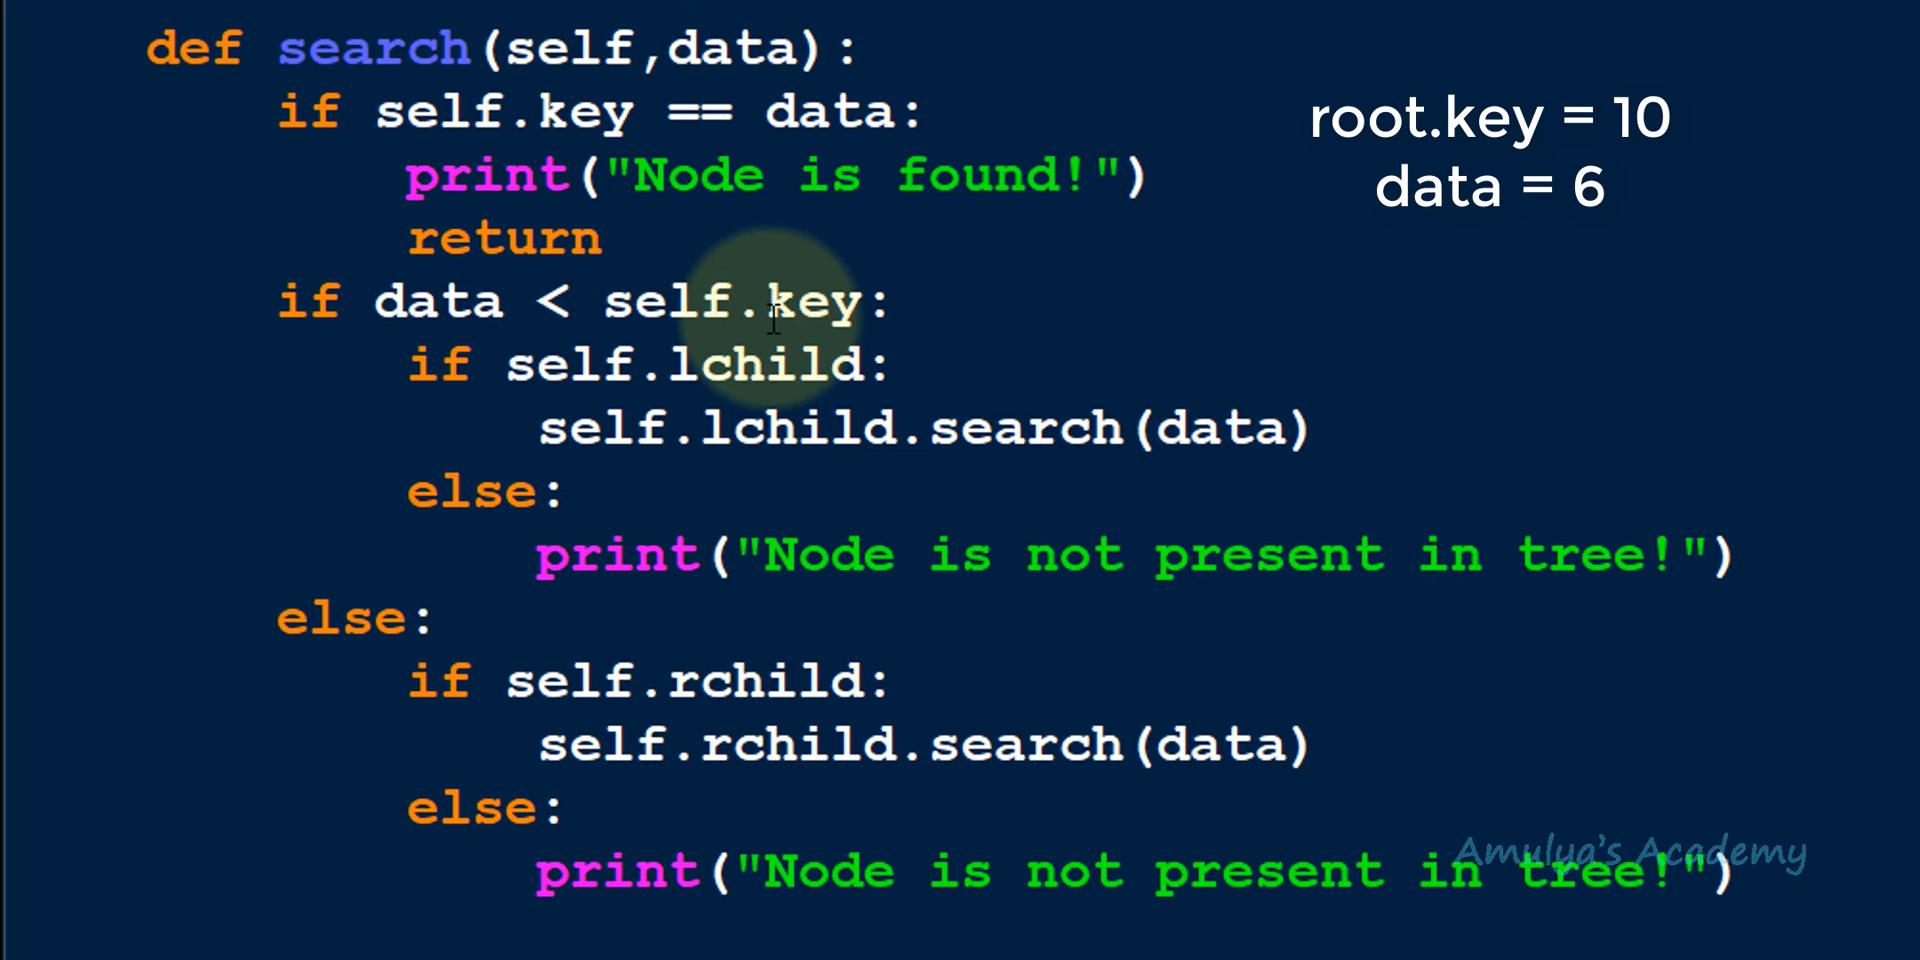 def search(self,data):
if self.key == data:
print("Node is found!")
return
if data < self.key:
if self.lchild:
self.lchild.search(data)
else:
print("Node is not present in tree!")
else:
if self.rchild:
self.rchild.search(data)
else:
print("Node is not present in tree!")
root.key = 10
data = 6
Amulya's Academy